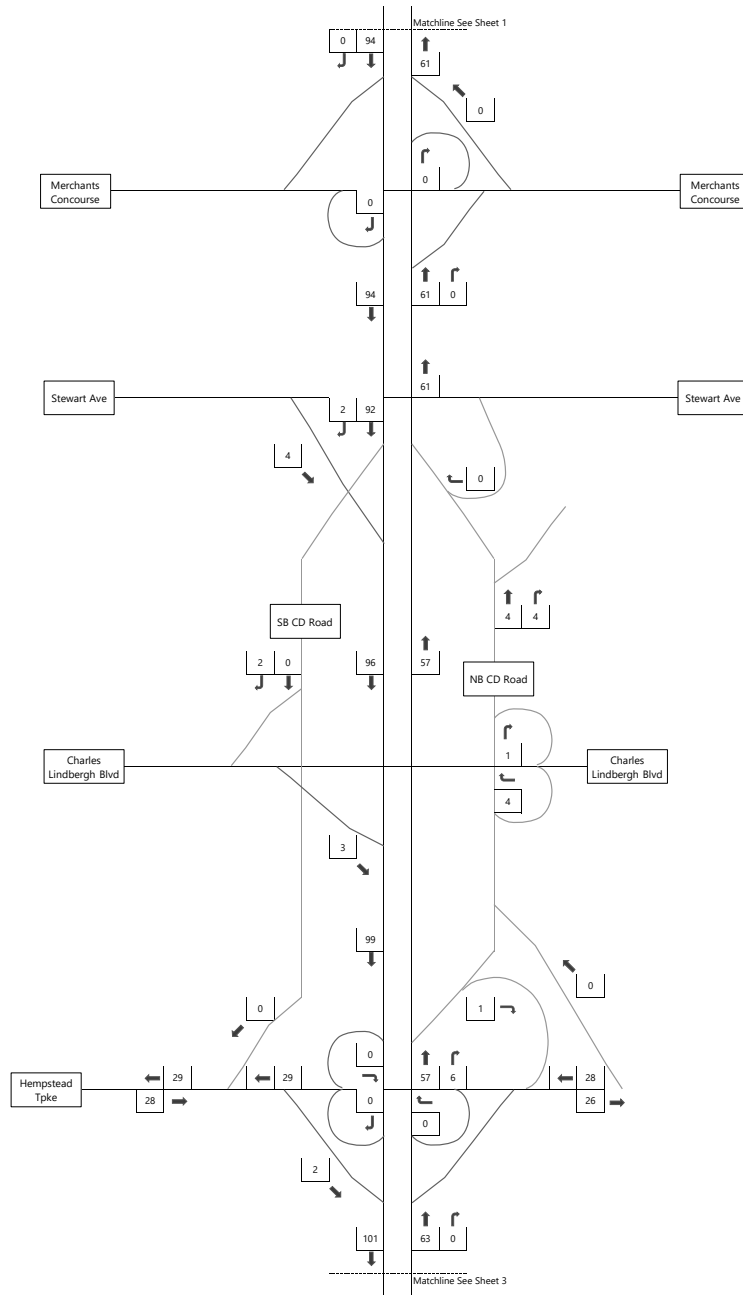 Matchline See Sheet 1
0 94
61
0
Merchants
Concourse
0
0
Merchants
Concourse
94
61 0
61
Stewart Ave
Stewart Ave
2 92
4
0
4 4
SB CD Road
2 0
96
57
NB CD Road
1
Charles
Lindbergh Blvd
Charles
Lindbergh Blvd
4
3
99
0
0
1
0
57 6
Hempstead
Tpke
29
29
28
28
0
26
0
2
101
63 0
Matchline See Sheet 3